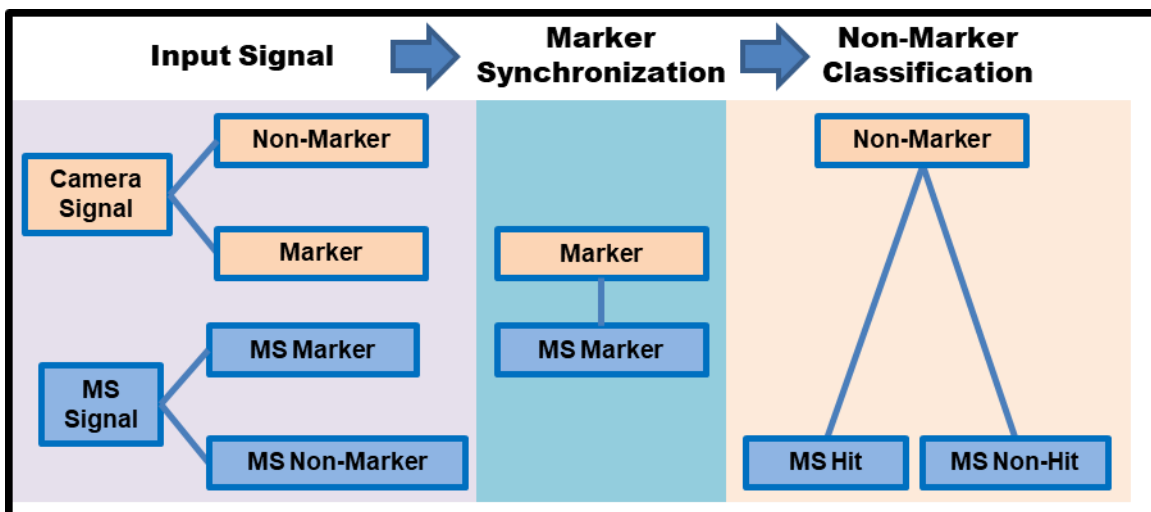 Input Signal
Marker
Synchronization
Non-Marker
Classification
Camera
Signal
Non-Marker
Marker
MS
Signal
MS Marker
MS Non-Marker
Marker
MS Marker
Non-Marker
MS Hit
MS Non-Hit